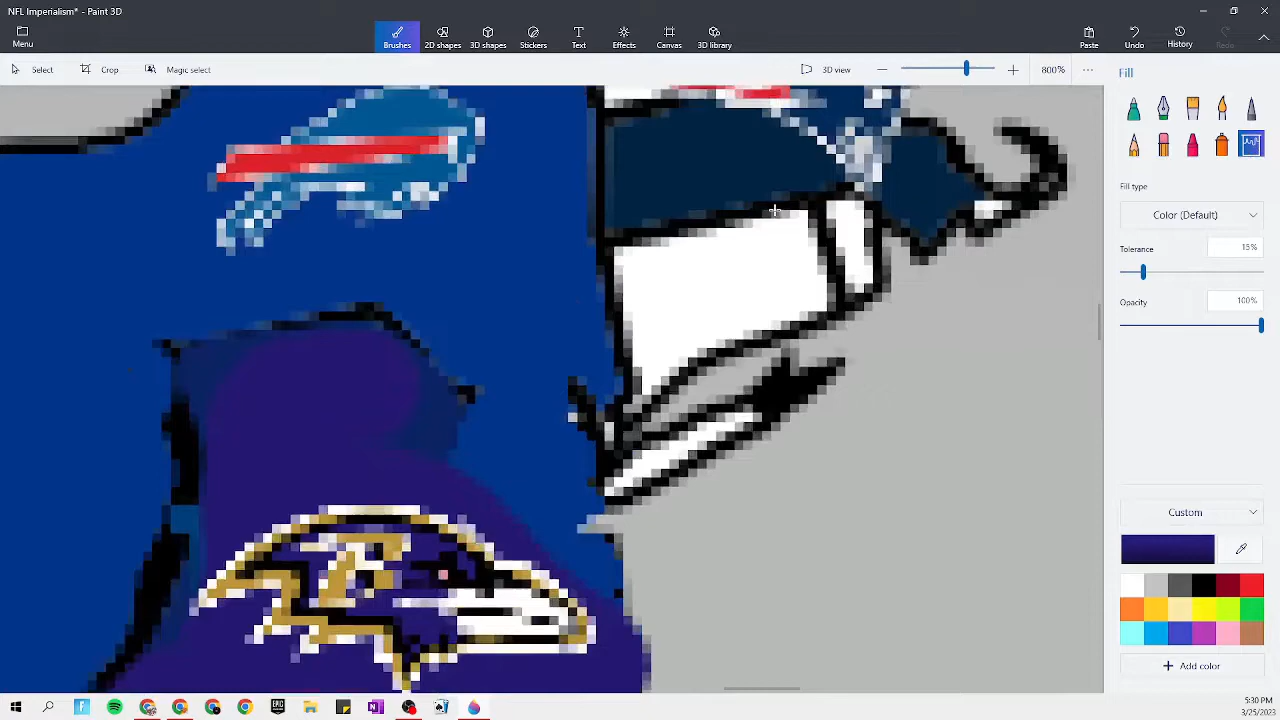 NFL Imperialism* - Paint 3D
Menu
Brushes
2D shapes
3D shapes
Stickers
Text
Effects
Canvas
3D library
Paste
Undo
History
Redo
Select
Crop
Magic select
3D view
800%
Fill
Fill type
Color (Default)
Tolerance
15%
Opacity
100%
Custom
Add color
5:30 PM
3/25/2023